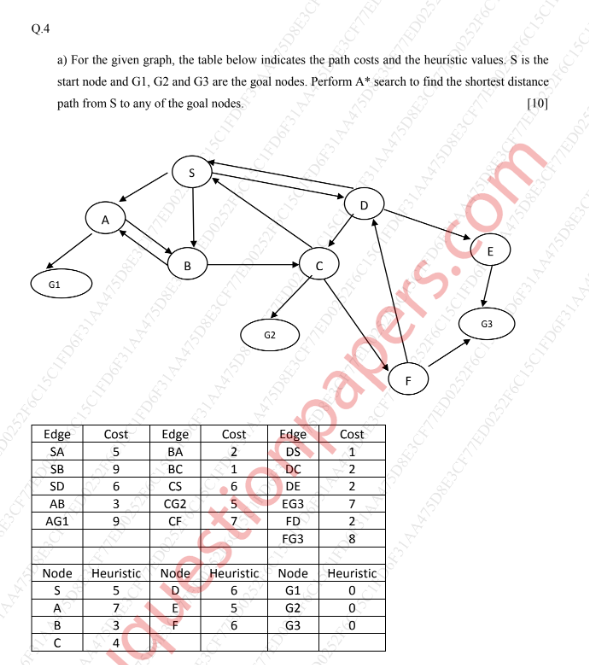 Q.4
a) For the given graph, the table below indicates the path costs and the heuristic values. S is the
start node and G1, G2 and G3 are the goal nodes. Perform A* search to find the shortest distance
path from S to any of the goal nodes. [10]
S
D
A
E
B
C
G1
G3
G2
F
Edge Cost Edge Cost Edge Cost
SA 5 BA 2 DS 1
SB 9 BC 1 DC 2
SD 6 CS 6 DE 2
AB 3 CG2 5 EG3 7
AG1 9 CF 7 FD 2
FG3 8
Node Heuristic Node Heuristic Node Heuristic
S 5 D 6 G1 0
A 7 E 5 G2 0
B 3 F 6 G3 0
C 4
questionpapers.com